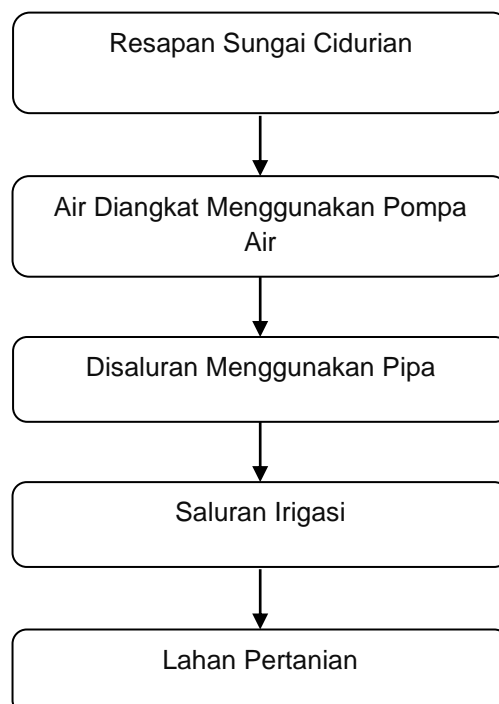 Resapan Sungai Cidurian
Air Diangkat Menggunakan Pompa
Air
Disaluran Menggunakan Pipa
Saluran Irigasi
Lahan Pertanian